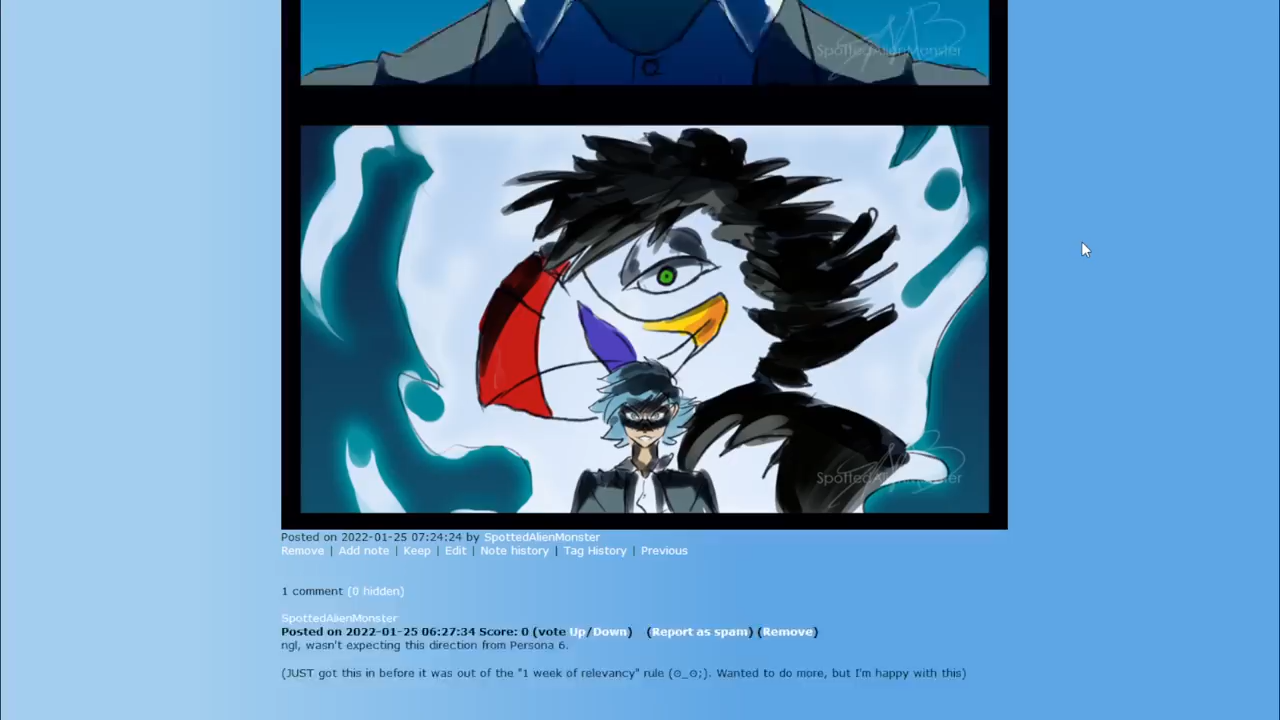 SpottedAlienMonster
SpottedAlienMonster
Posted on 2022-01-25 07:24:24 by SpottedAlienMonster
Remove | Add note | Keep | Edit | Note history | Tag History | Previous
1 comment (0 hidden)
SpottedAlienMonster
Posted on 2022-01-25 06:27:34 Score: 0 (vote Up/Down) (Report as spam) (Remove)
ngl, wasn't expecting this direction from Persona 6.
(JUST got this in before it was out of the "1 week of relevancy" rule (⊙_⊙;). Wanted to do more, but I'm happy with this)